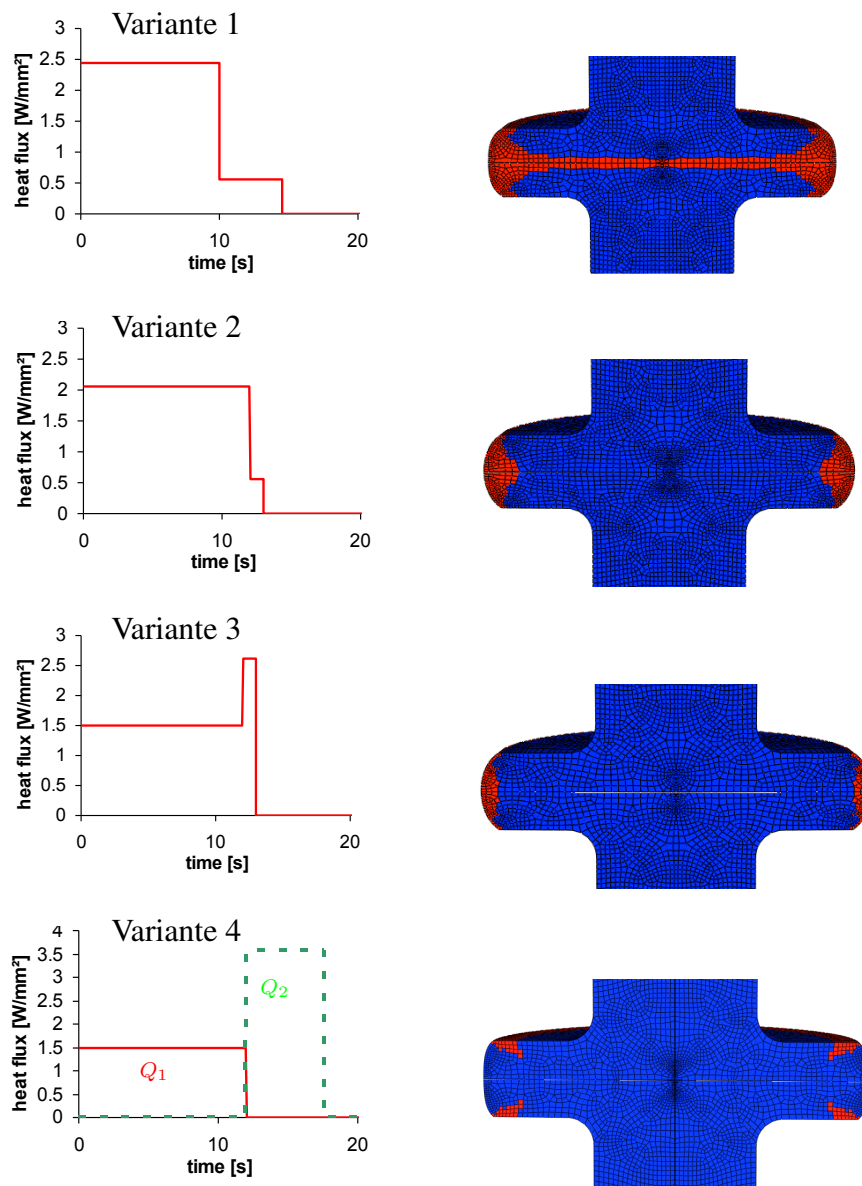 Variante 1
heat flux [W/mm²]
3
2.5
2
1.5
1
0.5
0
0 10 20
time [s]
Variante 2
heat flux [W/mm²]
3
2.5
2
1.5
1
0.5
0
0 10 20
time [s]
Variante 3
heat flux [W/mm²]
3
2.5
2
1.5
1
0.5
0
0 10 20
time [s]
Variante 4
heat flux [W/mm²]
4
3.5
3
2.5
2
1.5
1
0.5
0
Q₂
Q₁
0 10 20
time [s]